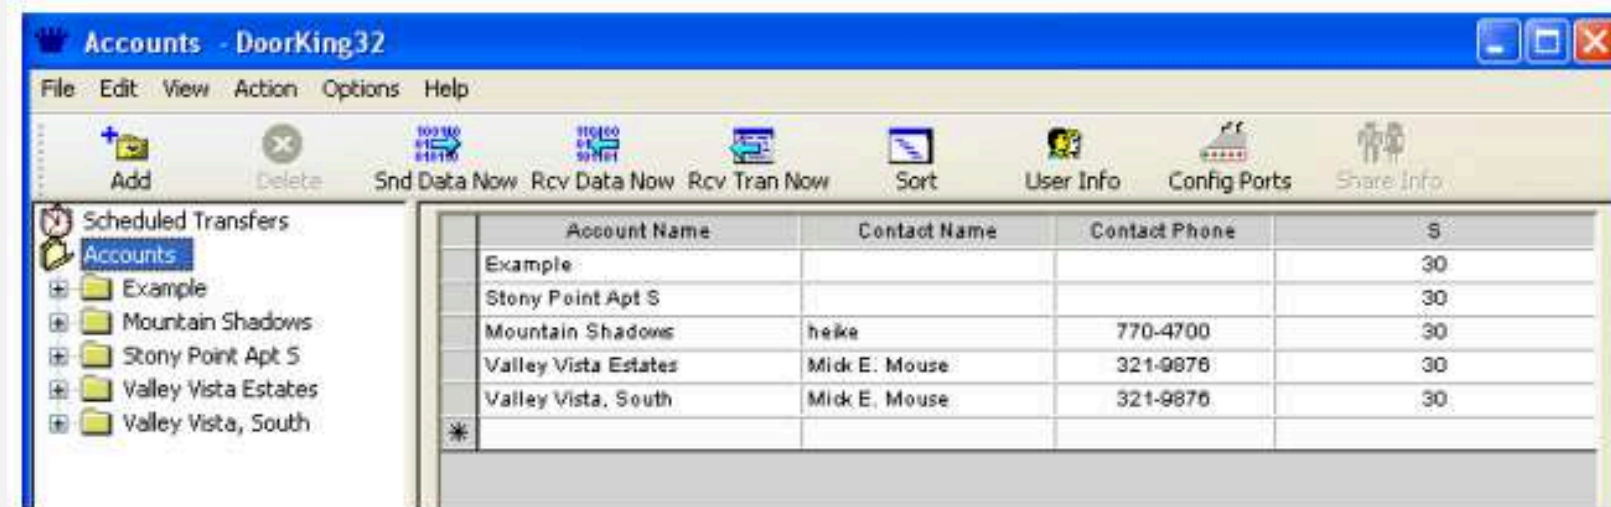 Accounts - DoorKing32
File Edit View Action Options Help
Add Delete Snd Data Now Rcv Data Now Rcv Tran Now Sort User Info Config Ports Share Info
Scheduled Transfers
Accounts
Example
Mountain Shadows
Stony Point Apt S
Valley Vista Estates
Valley Vista, South
Account Name Contact Name Contact Phone S
Example 30
Stony Point Apt S 30
Mountain Shadows heike 770-4700 30
Valley Vista Estates Mick E. Mouse 321-9876 30
Valley Vista, South Mick E. Mouse 321-9876 30